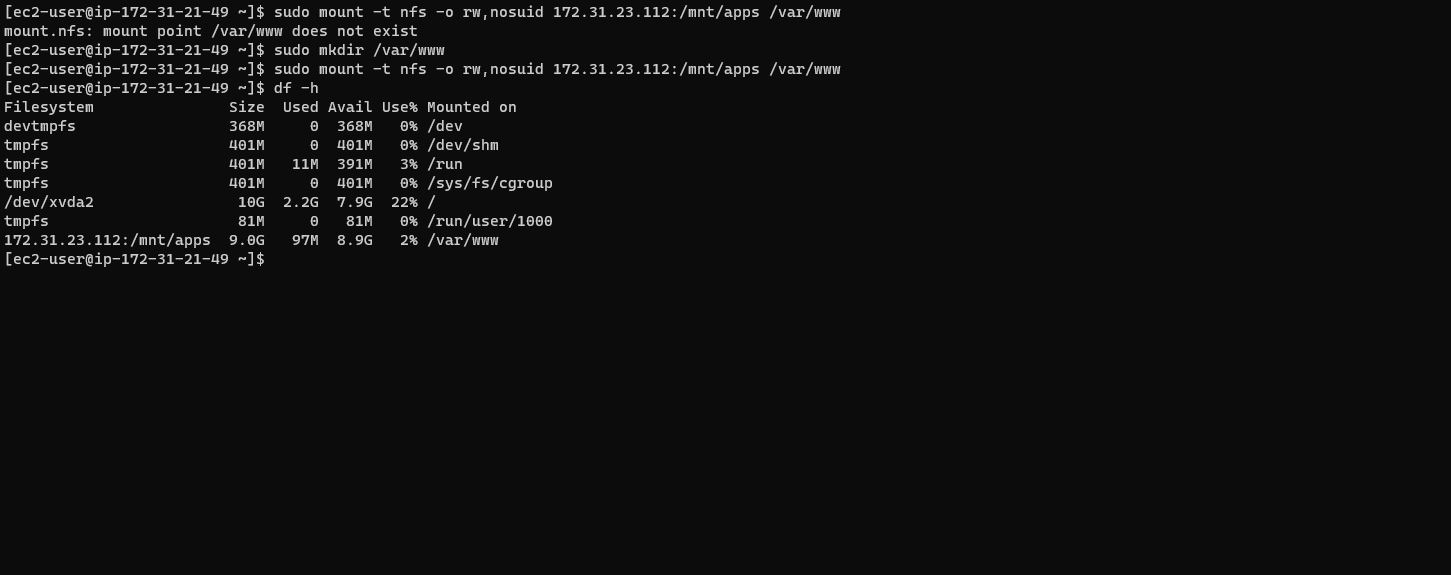 [ec2-user@ip-172-31-21-49 ~]$ sudo mount -t nfs -o rw,nosuid 172.31.23.112:/mnt/apps /var/www
mount.nfs: mount point /var/www does not exist
[ec2-user@ip-172-31-21-49 ~]$ sudo mkdir /var/www
[ec2-user@ip-172-31-21-49 ~]$ sudo mount -t nfs -o rw,nosuid 172.31.23.112:/mnt/apps /var/www
[ec2-user@ip-172-31-21-49 ~]$ df -h
Filesystem               Size  Used Avail Use% Mounted on
devtmpfs                 368M     0  368M   0% /dev
tmpfs                    401M     0  401M   0% /dev/shm
tmpfs                    401M   11M  391M   3% /run
tmpfs                    401M     0  401M   0% /sys/fs/cgroup
/dev/xvda2                10G  2.2G  7.9G  22% /
tmpfs                     81M     0   81M   0% /run/user/1000
172.31.23.112:/mnt/apps  9.0G   97M  8.9G   2% /var/www
[ec2-user@ip-172-31-21-49 ~]$